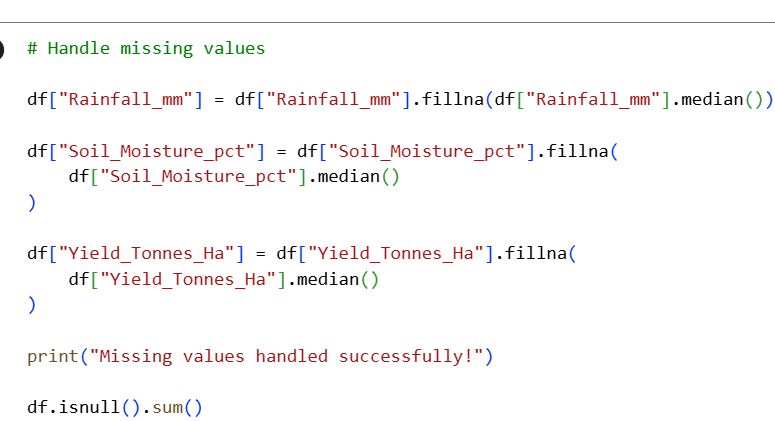 # Handle missing values
df["Rainfall_mm"] = df["Rainfall_mm"].fillna(df["Rainfall_mm"].median())
df["Soil_Moisture_pct"] = df["Soil_Moisture_pct"].fillna(
    df["Soil_Moisture_pct"].median()
)
df["Yield_Tonnes_Ha"] = df["Yield_Tonnes_Ha"].fillna(
    df["Yield_Tonnes_Ha"].median()
)
print("Missing values handled successfully!")
df.isnull().sum()